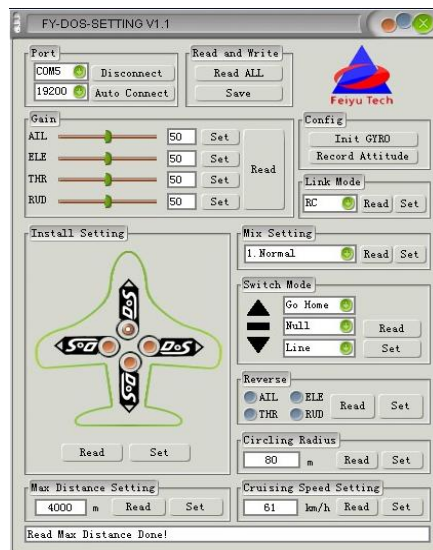 FY-DOS-SETTING V1.1
Port
COM5
Disconnect
19200
Auto Connect
Read and Write
Read ALL
Save
Feiyu Tech
Gain
AIL
50
Set
ELE
50
Set
THR
50
Set
RUD
50
Set
Read
Config
Init GYRO
Record Attitude
Link Mode
RC
Read
Set
Install Setting
DOS
DOS
DOS
DOS
Read
Set
Mix Setting
1.Normal
Read
Set
Switch Mode
Go Home
Null
Line
Read
Set
Reverse
AIL
ELE
THR
RUD
Read
Set
Circling Radius
80 m
Read
Set
Max Distance Setting
4000 m
Read
Set
Cruising Speed Setting
61 km/h
Read
Set
Read Max Distance Done!